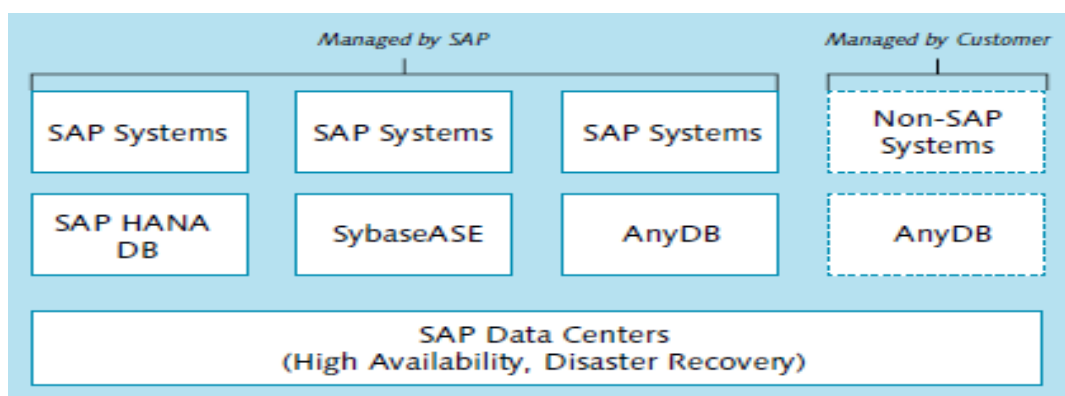 Managed by SAP
Managed by Customer
SAP Systems
SAP Systems
SAP Systems
Non-SAP
Systems
SAP HANA
DB
SybaseASE
AnyDB
AnyDB
SAP Data Centers
(High Availability, Disaster Recovery)